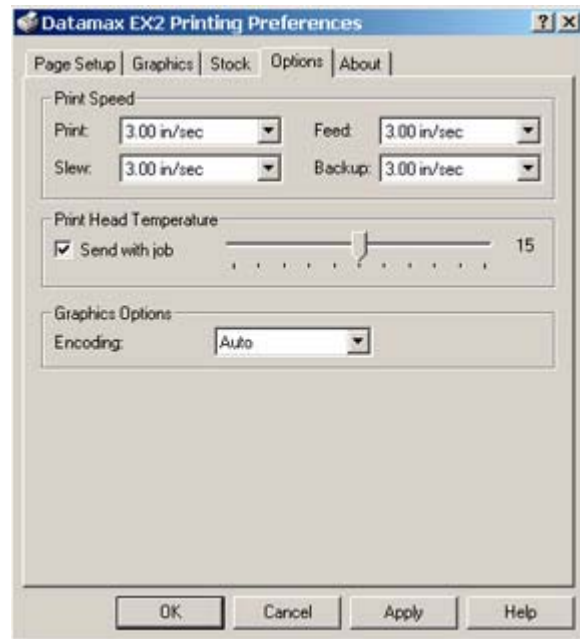 Datamax EX2 Printing Preferences
Page Setup Graphics Stock Options About
Print Speed
Print: 3.00 in/sec Feed: 3.00 in/sec
Slew: 3.00 in/sec Backup: 3.00 in/sec
Print Head Temperature
Send with job 15
Graphics Options
Encoding: Auto
OK Cancel Apply Help